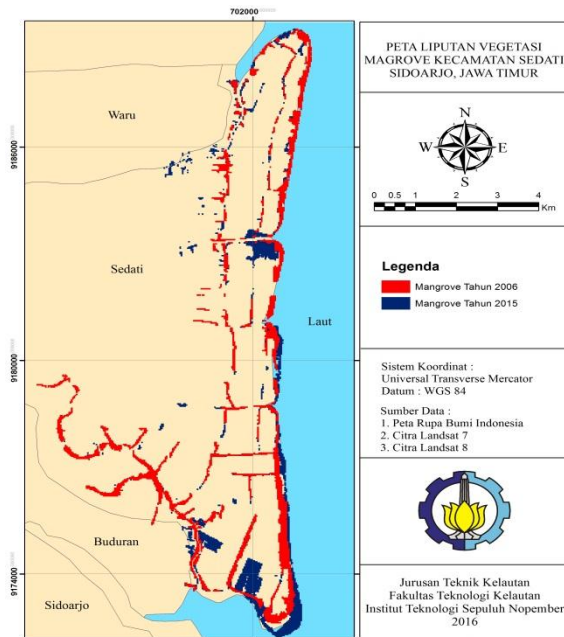 702000
9186000
9180000
9174000
Waru
Sedati
Laut
Buduran
Sidoarjo
PETA LIPUTAN VEGETASI
MAGROVE KECAMATAN SEDATI
SIDOARJO, JAWA TIMUR
N
W E
S
0 0.5 1 2 3 4
Km
Legenda
Mangrove Tahun 2006
Mangrove Tahun 2015
Sistem Koordinat :
Universal Transverse Mercator
Datum : WGS 84
Sumber Data :
1. Peta Rupa Bumi Indonesia
2. Citra Landsat 7
3. Citra Landsat 8
Jurusan Teknik Kelautan
Fakultas Teknologi Kelautan
Institut Teknologi Sepuluh Nopember
2016